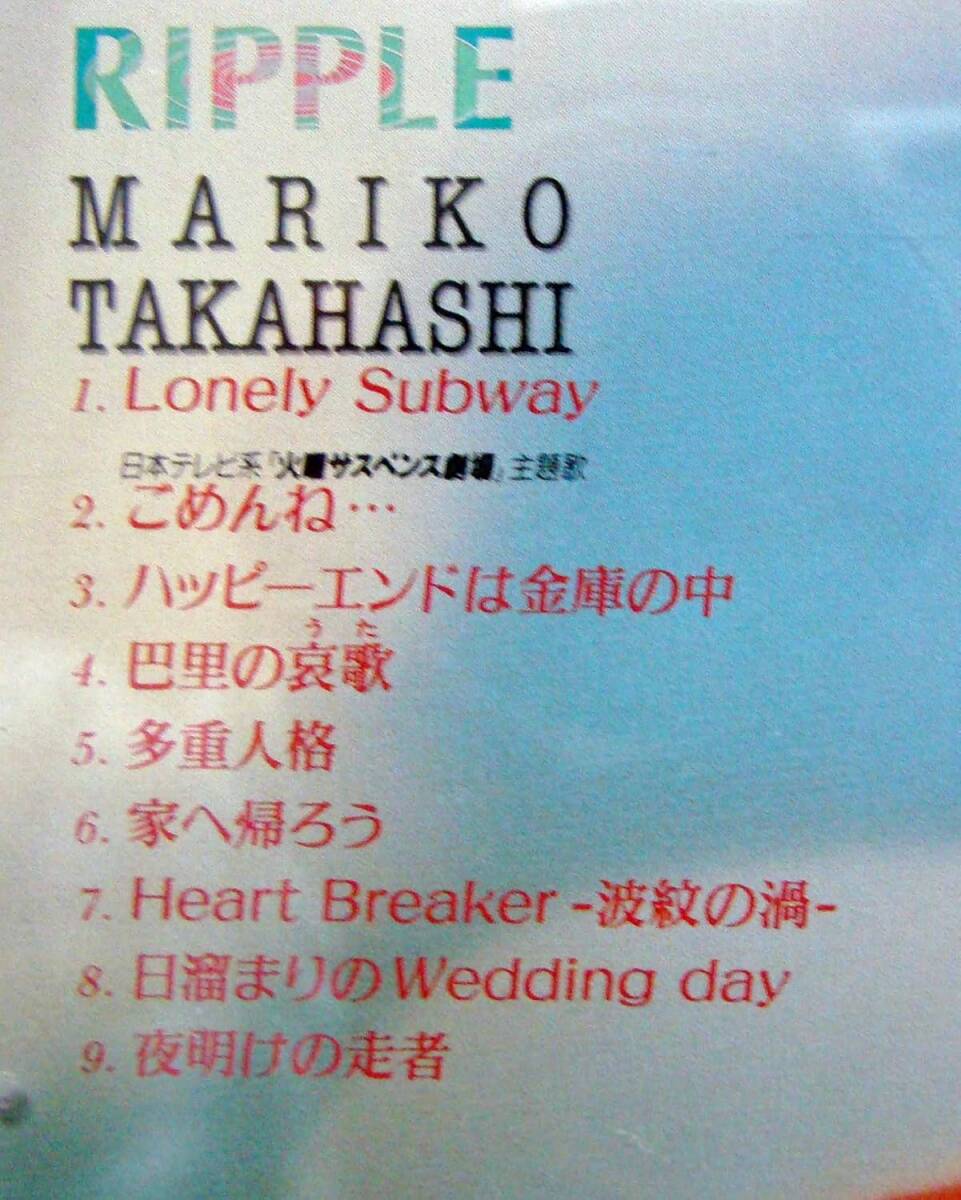 RIPPLE
MARIKO
TAKAHASHI
1. Lonely Subway
日本テレビ系「火曜サスペンス劇場」主題歌
2. ごめんね…
3. ハッピーエンドは金庫の中
うた
4. 巴里の哀歌
5. 多重人格
6. 家へ帰ろう
7. Heart Breaker -波紋の渦-
8. 日溜まりのWedding day
9. 夜明けの走者